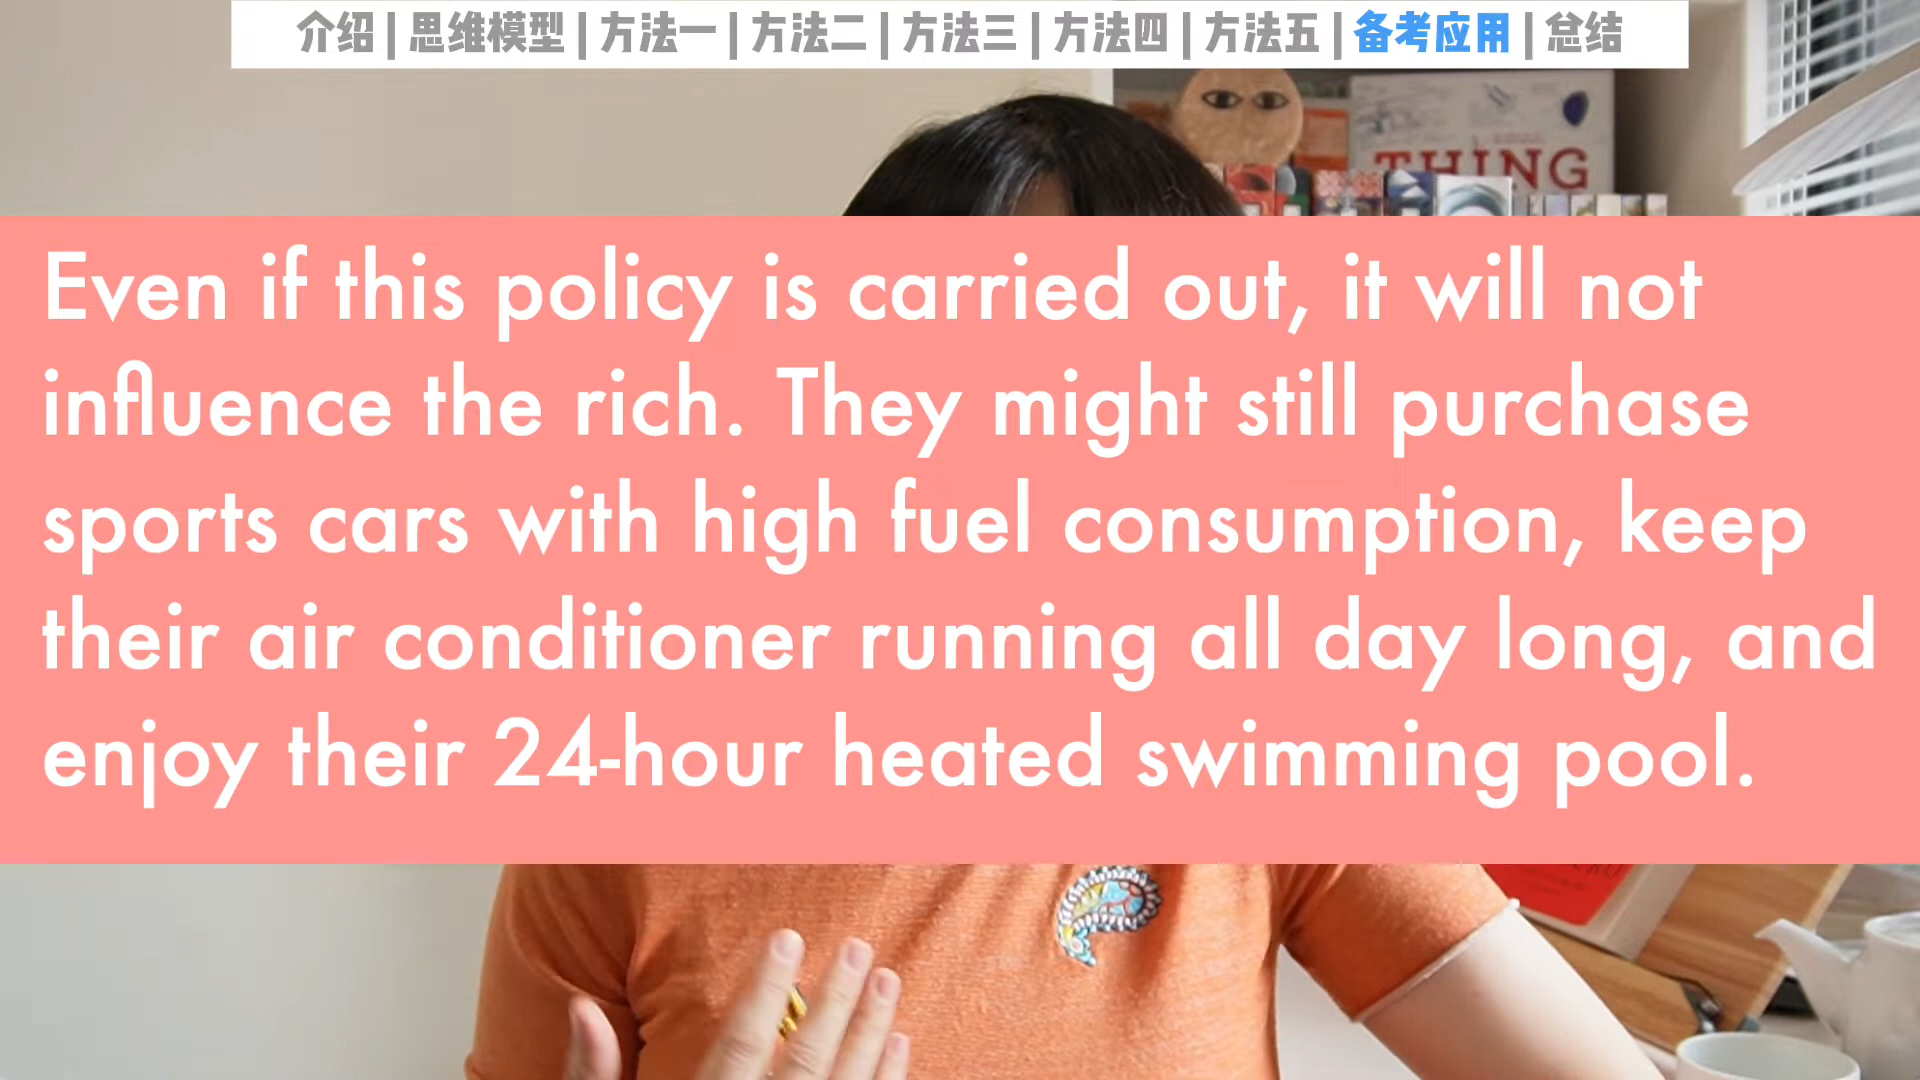 介绍 | 思维模型 | 方法一 | 方法二 | 方法三 | 方法四 | 方法五 | 备考应用 | 总结
THING
Even if this policy is carried out, it will not
influence the rich. They might still purchase
sports cars with high fuel consumption, keep
their air conditioner running all day long, and
enjoy their 24-hour heated swimming pool.